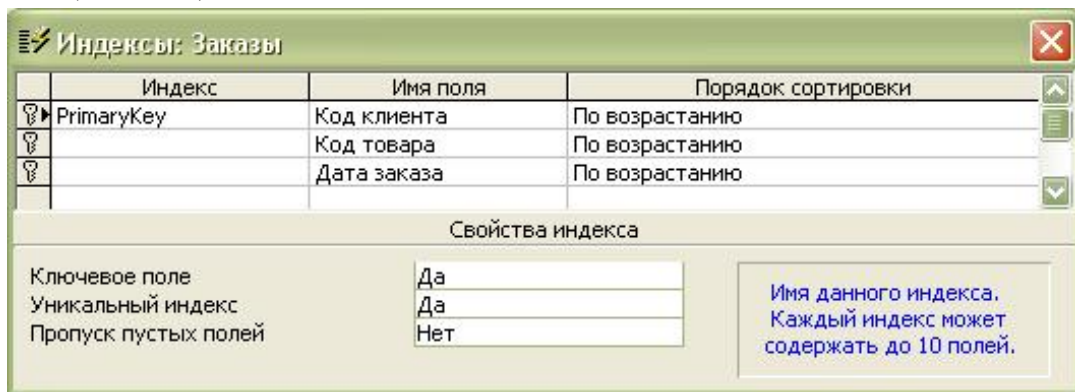 Индексы: Заказы
Индекс Имя поля Порядок сортировки
PrimaryKey Код клиента По возрастанию
Код товара По возрастанию
Дата заказа По возрастанию
Свойства индекса
Ключевое поле Да
Уникальный индекс Да
Пропуск пустых полей Нет
Имя данного индекса.
Каждый индекс может
содержать до 10 полей.